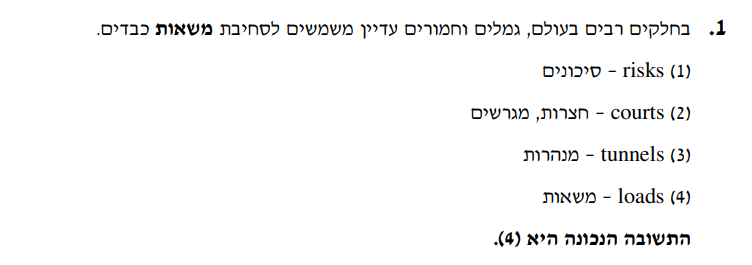 1. בחלקים רבים בעולם, גמלים וחמורים עדיין משמשים לסחיבת משאות כבדים.
(1) risks – סיכונים
(2) courts – חצרות, מגרשים
(3) tunnels – מנהרות
(4) loads – משאות
התשובה הנכונה היא (4).